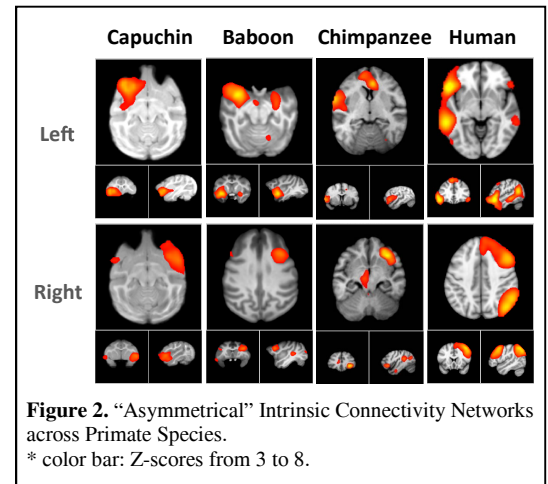 Capuchin Baboon Chimpanzee Human
Left
Right
Figure 2. “Asymmetrical” Intrinsic Connectivity Networks
across Primate Species.
* color bar: Z-scores from 3 to 8.